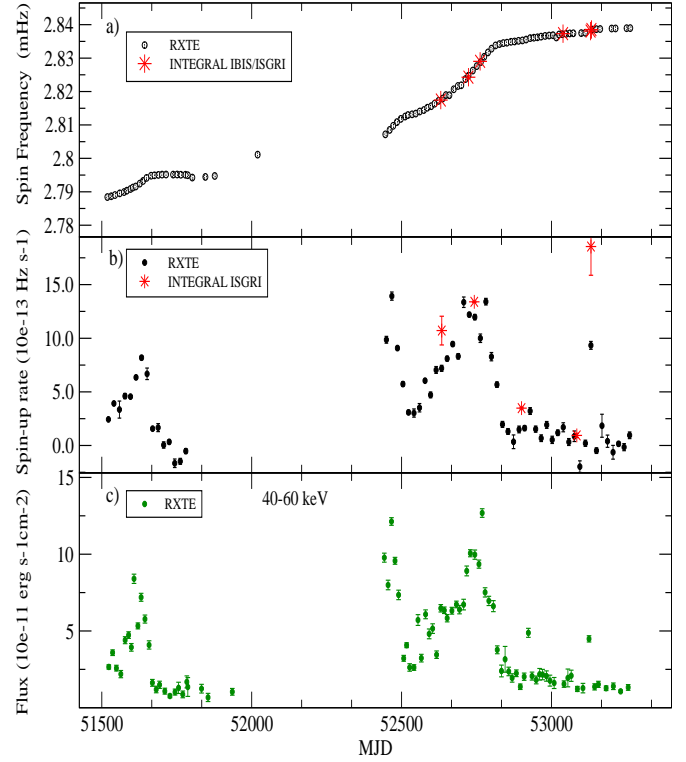 2.84
2.83
2.82
2.81
2.8
2.79
2.78
Spin Frequency (mHz)
a)
RXTE
INTEGRAL IBIS/ISGRI
15.0
10.0
5.0
0.0
Spin-up rate (10e-13 Hz s-1)
b)
RXTE
INTEGRAL ISGRI
15
10
5
Flux (10e-11 erg s-1cm-2)
c)
RXTE
40-60 keV
51500
52000
52500
53000
MJD